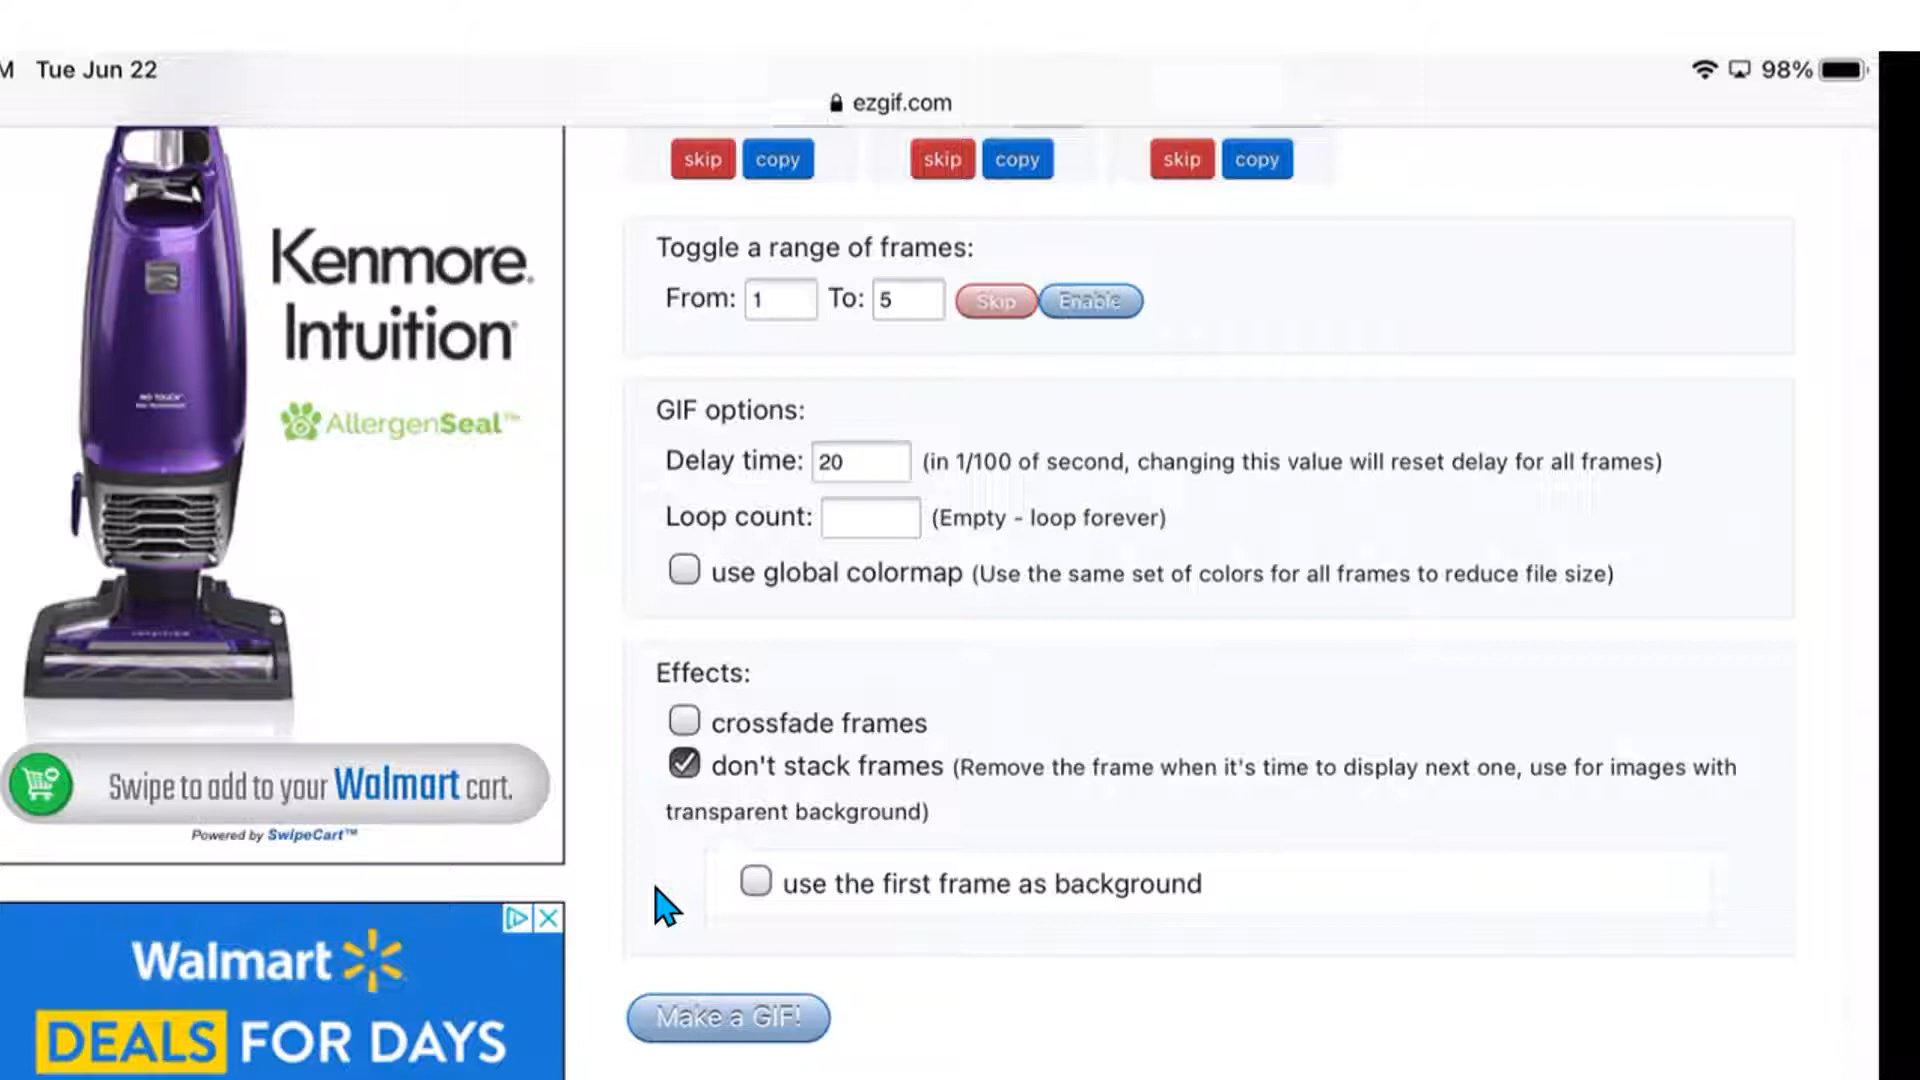 M Tue Jun 22
98%
ezgif.com
skip copy skip copy skip copy
Toggle a range of frames:
From: 1 To: 5 Skip Enable
GIF options:
Delay time: 20 (in 1/100 of second, changing this value will reset delay for all frames)
Loop count: (Empty - loop forever)
use global colormap (Use the same set of colors for all frames to reduce file size)
Effects:
crossfade frames
don't stack frames (Remove the frame when it's time to display next one, use for images with
transparent background)
use the first frame as background
Make a GIF!
Kenmore.
Intuition
AllergenSeal™
NO TOUCH
Swipe to add to your Walmart cart.
Powered by SwipeCart™
Walmart
DEALS FOR DAYS